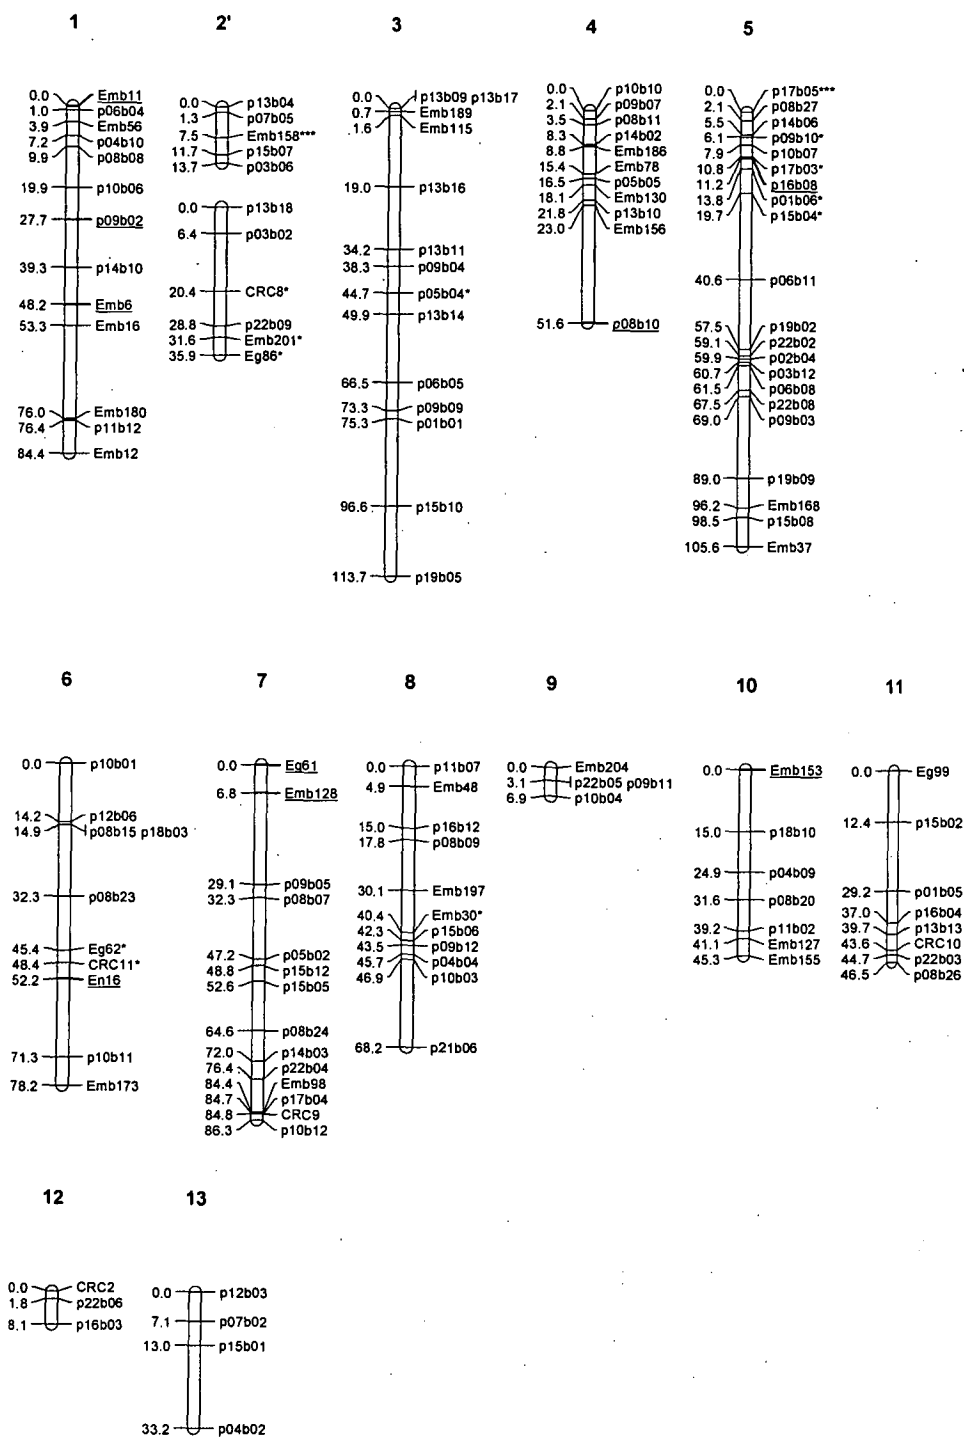 1
0.0 Emb11
1.0 p06b04
3.9 Emb56
7.2 p04b10
9.9 p08b08
19.9 p10b06
27.7 p09b02
39.3 p14b10
48.2 Emb6
53.3 Emb16
76.0 Emb180
76.4 p11b12
84.4 Emb12
2'
0.0 p13b04
1.3 p07b05
7.5 Emb158***
11.7 p15b07
13.7 p03b06
0.0 p13b18
6.4 p03b02
20.4 CRC8*
28.8 p22b09
31.6 Emb201*
35.9 Eg86*
3
0.0 p13b09 p13b17
0.7 Emb189
1.6 Emb115
19.0 p13b16
34.2 p13b11
38.3 p09b04
44.7 p05b04*
49.9 p13b14
66.5 p06b05
73.3 p09b09
75.3 p01b01
96.6 p15b10
113.7 p19b05
4
0.0 p10b10
2.1 p09b07
3.5 p08b11
8.3 p14b02
8.8 Emb186
15.4 Emb78
16.5 p05b05
18.1 Emb130
21.8 p13b10
23.0 Emb156
51.6 p08b10
5
0.0 p17b05***
2.1 p08b27
5.5 p14b06
6.1 p09b10*
7.9 p10b07
10.8 p17b03*
11.2 p16b08
13.8 p01b06*
19.7 p15b04*
40.6 p06b11
57.5 p19b02
59.1 p22b02
59.9 p02b04
60.7 p03b12
61.5 p06b08
67.5 p22b08
69.0 p09b03
89.0 p19b09
96.2 Emb168
98.5 p15b08
105.6 Emb37
6
0.0 p10b01
14.2 p12b06
14.9 p08b15 p18b03
32.3 p08b23
45.4 Eg62*
48.4 CRC11*
52.2 En16
71.3 p10b11
78.2 Emb173
7
0.0 Eg61
6.8 Emb128
29.1 p09b05
32.3 p08b07
47.2 p05b02
48.8 p15b12
52.6 p15b05
64.6 p08b24
72.0 p14b03
76.4 p22b04
84.4 Emb98
84.7 p17b04
84.8 CRC9
86.3 p10b12
8
0.0 p11b07
4.9 Emb48
15.0 p16b12
17.8 p08b09
30.1 Emb197
40.4 Emb30*
42.3 p15b06
43.5 p09b12
45.7 p04b04
46.9 p10b03
68.2 p21b06
9
0.0 Emb204
3.1 p22b05 p09b11
6.9 p10b04
10
0.0 Emb153
15.0 p18b10
24.9 p04b09
31.6 p08b20
39.2 p11b02
41.1 Emb127
45.3 Emb155
11
0.0 Eg99
12.4 p15b02
29.2 p01b05
37.0 p16b04
39.7 p13b13
43.6 CRC10
44.7 p22b03
46.5 p08b26
12
0.0 CRC2
1.8 p22b06
8.1 p16b03
13
0.0 p12b03
7.1 p07b02
13.0 p15b01
33.2 p04b02